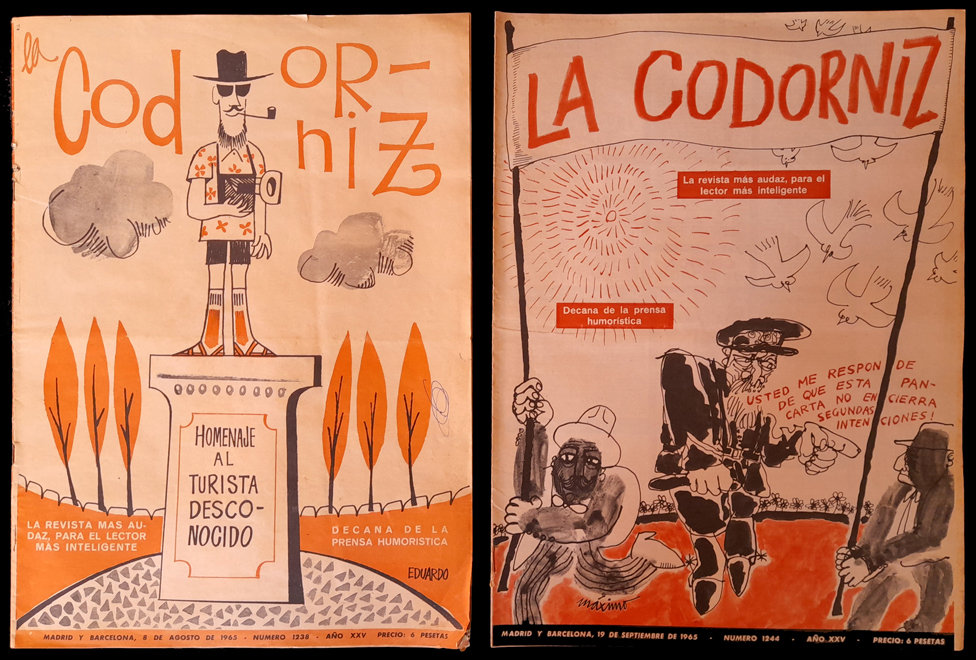 la
Cod
OR-
niZ
HOMENAJE
AL
TURISTA
DESCO-
NOCIDO
LA REVISTA MAS AU-
DAZ, PARA EL LECTOR
MÁS INTELIGENTE
DECANA DE LA
PRENSA HUMORISTICA
EDUARDO
MADRID Y BARCELONA, 8 DE AGOSTO DE 1965 - NUMERO 1238 - AÑO XXV PRECIO: 6 PESETAS
LA CODORNIZ
La revista más audaz, para el
lector más inteligente
Decana de la prensa
humorística
USTED ME RESPONDE
DE QUE ESTA PAN-
CARTA NO ENCIERRA
SEGUNDAS
INTENCIONES!
máximo
MADRID Y BARCELONA, 19 DE SEPTIEMBRE DE 1965 - NUMERO 1244 - AÑO XXV - PRECIO: 6 PESETAS